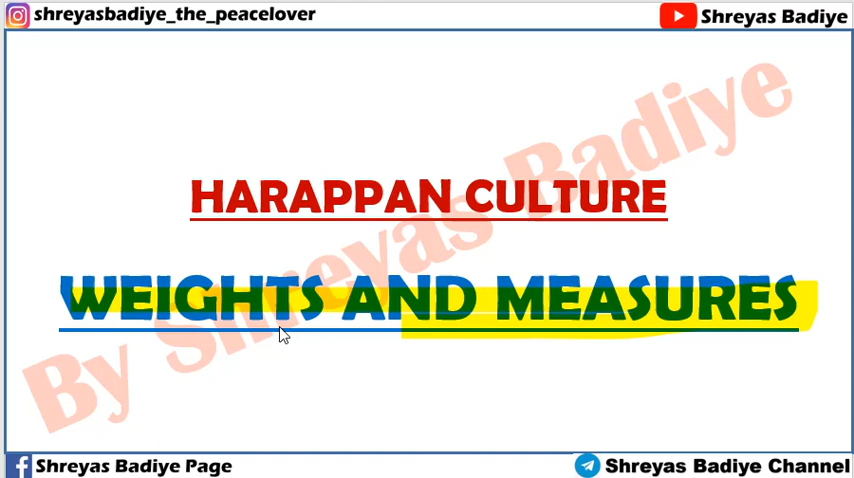 shreyasbadiye_the_peacelover
Shreyas Badiye
HARAPPAN CULTURE
WEIGHTS AND MEASURES
By Shreyas Badiye
Shreyas Badiye Page
Shreyas Badiye Channel